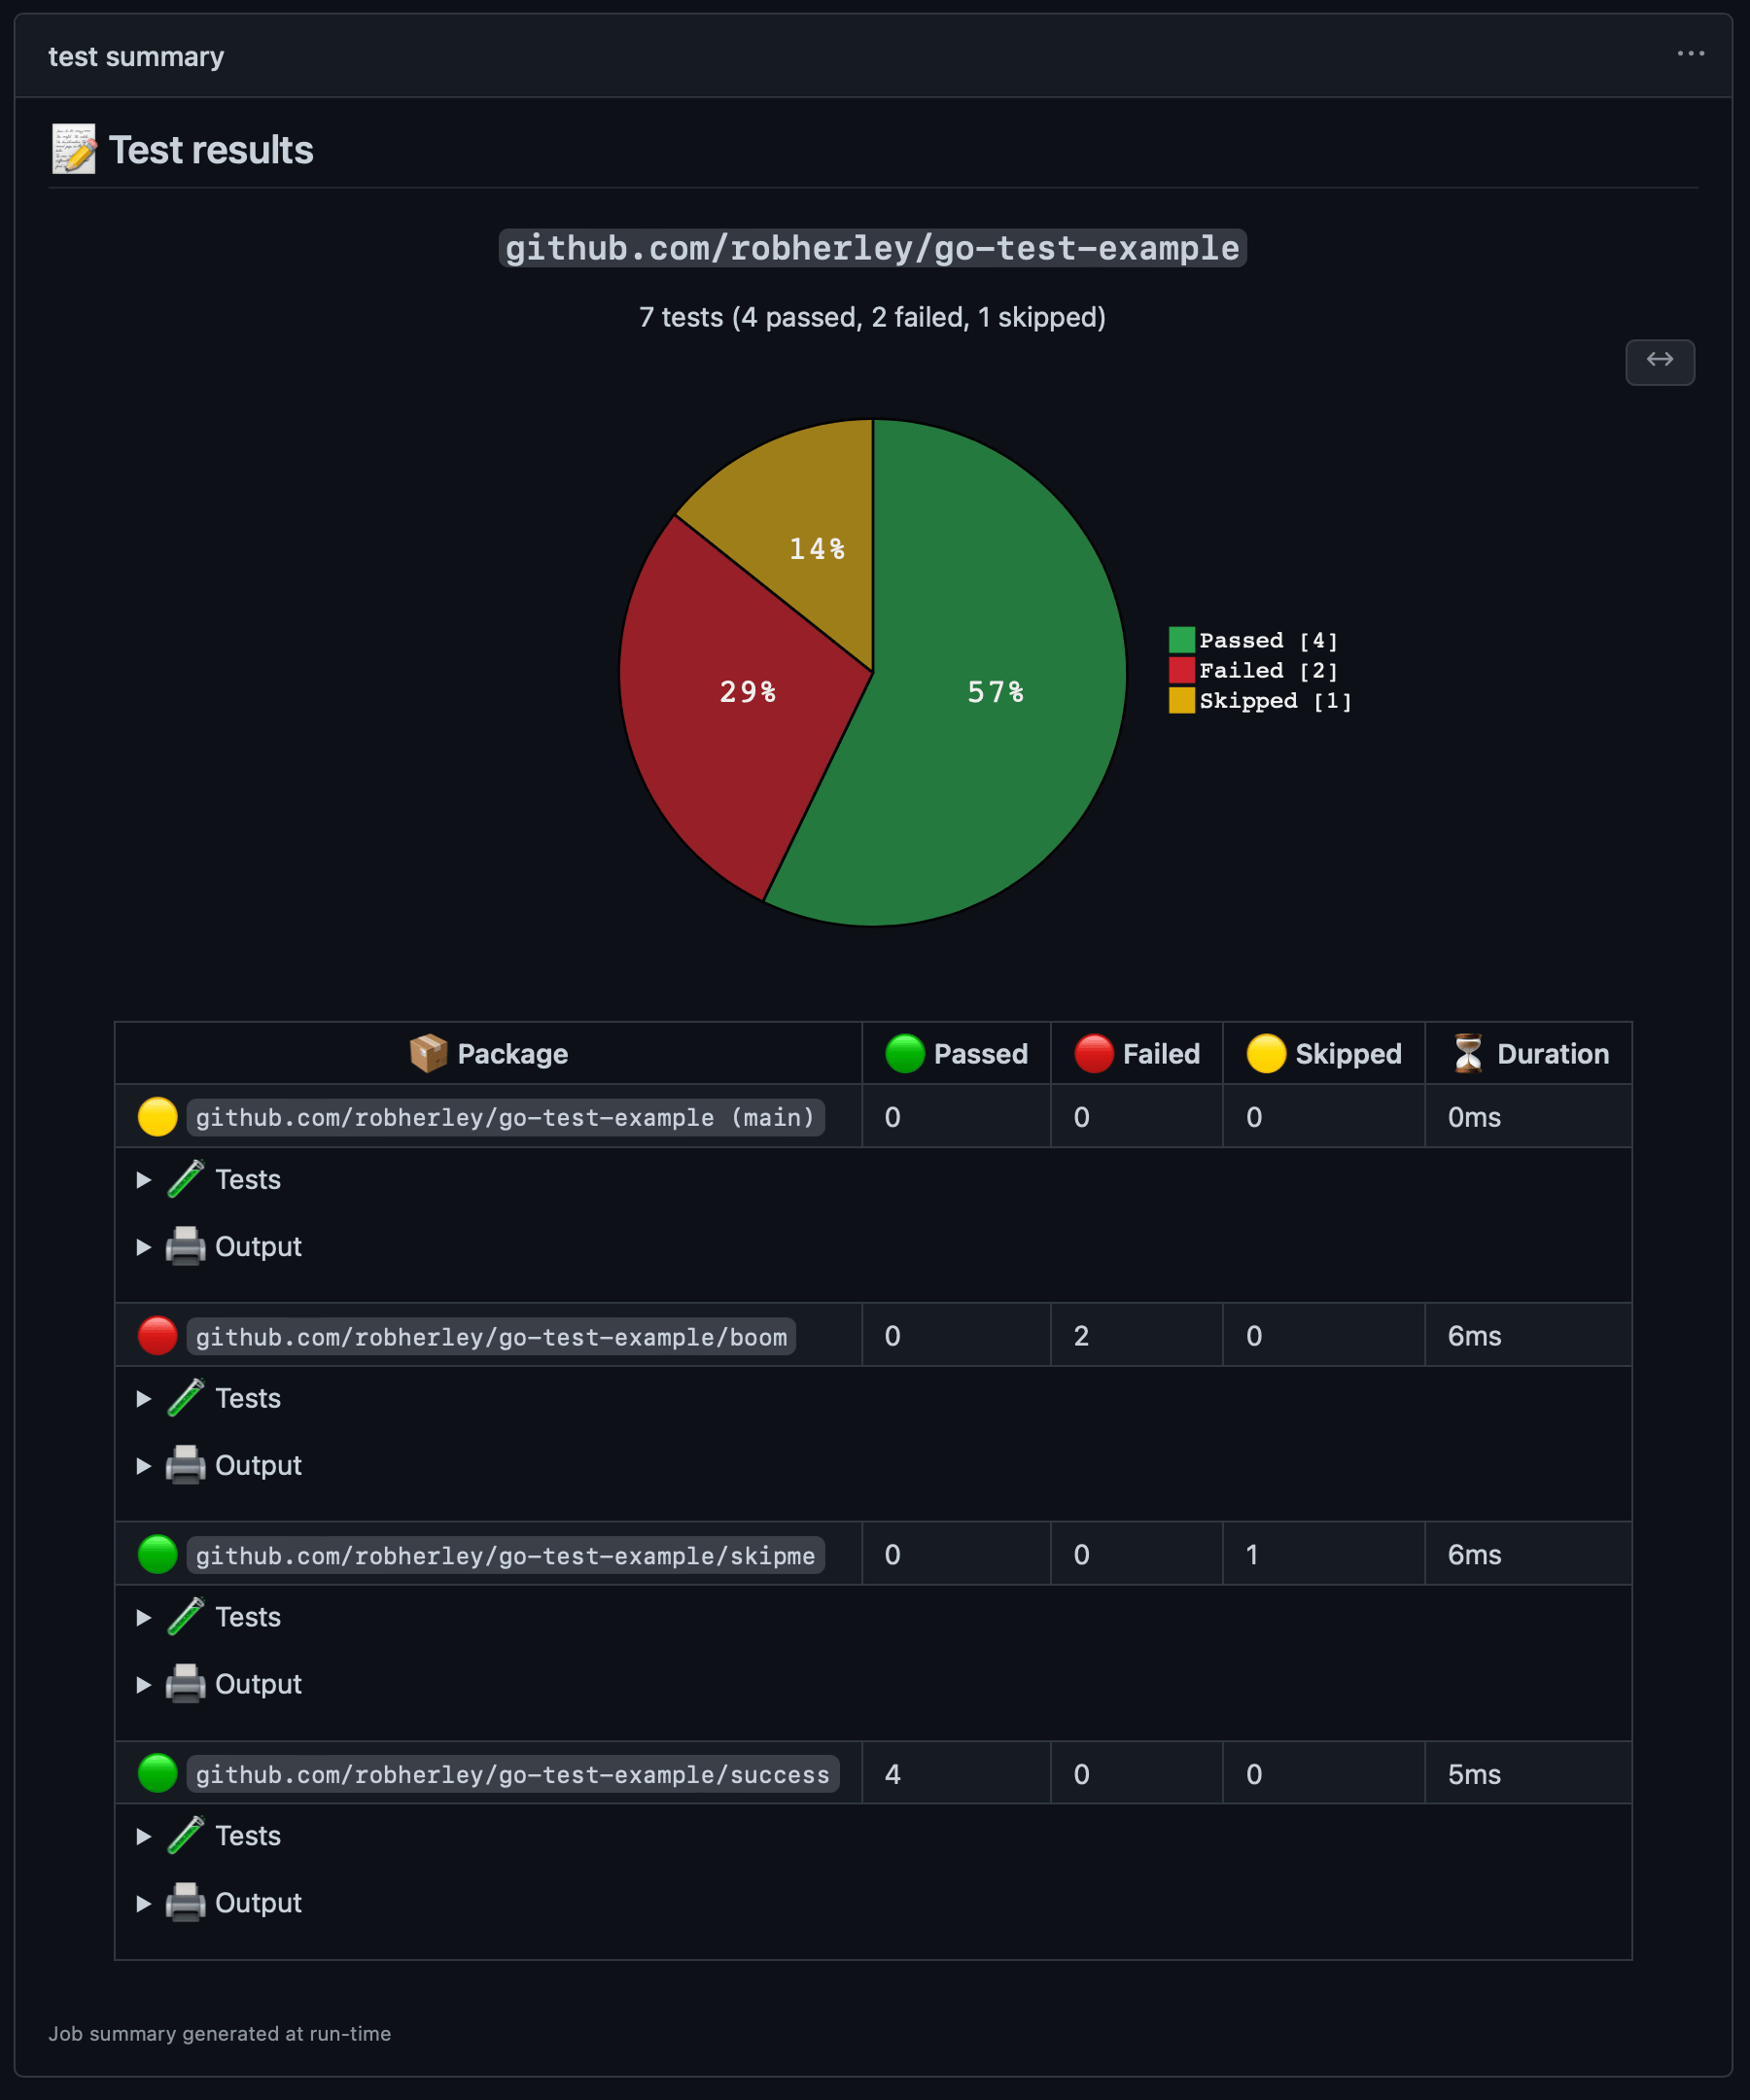 test summary
Test results
github.com/robherley/go-test-example
7 tests (4 passed, 2 failed, 1 skipped)
14%
29%
57%
Passed [4]
Failed [2]
Skipped [1]
Package Passed Failed Skipped Duration
github.com/robherley/go-test-example (main) 0 0 0 0ms
Tests
Output
github.com/robherley/go-test-example/boom 0 2 0 6ms
Tests
Output
github.com/robherley/go-test-example/skipme 0 0 1 6ms
Tests
Output
github.com/robherley/go-test-example/success 4 0 0 5ms
Tests
Output
Job summary generated at run-time